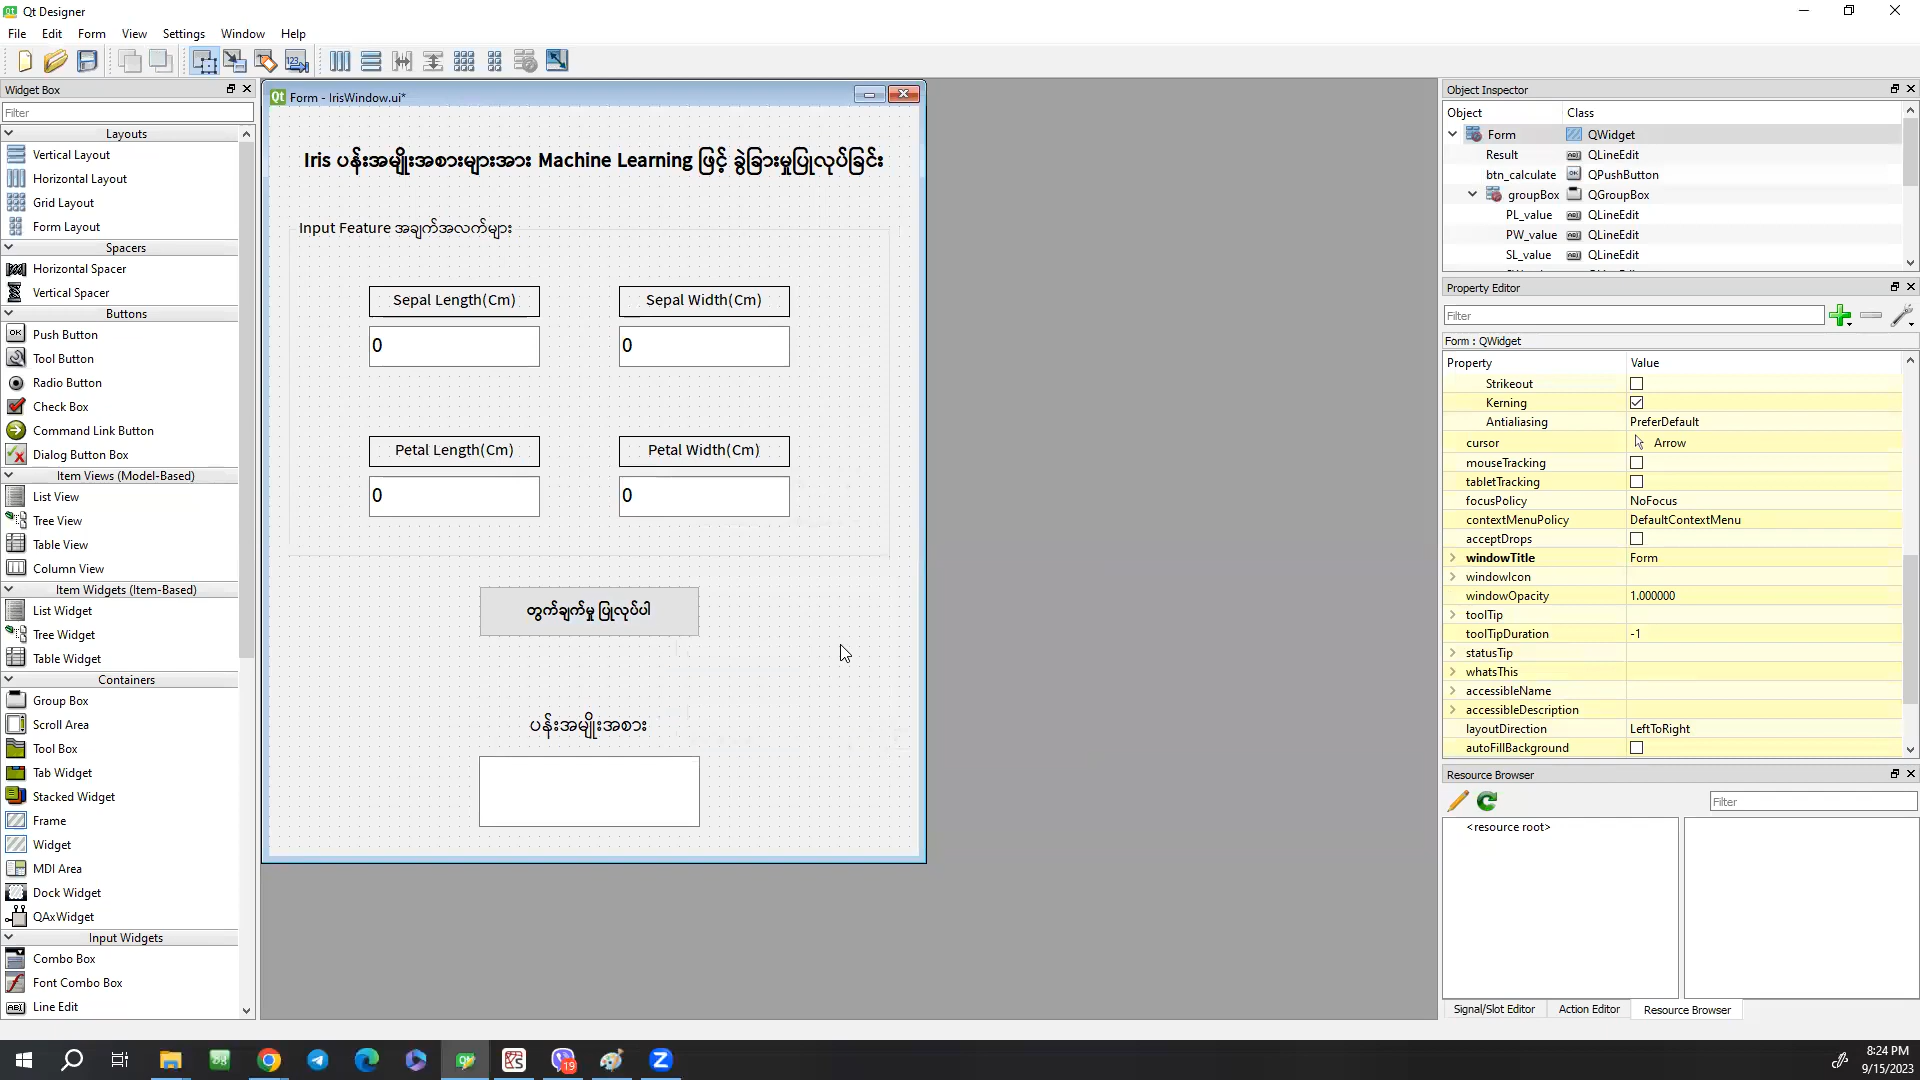 Qt Designer
File Edit Form View Settings Window Help
Widget Box
Filter
Layouts
Vertical Layout
Horizontal Layout
Grid Layout
Form Layout
Spacers
Horizontal Spacer
Vertical Spacer
Buttons
Push Button
Tool Button
Radio Button
Check Box
Command Link Button
Dialog Button Box
Item Views (Model-Based)
List View
Tree View
Table View
Column View
Item Widgets (Item-Based)
List Widget
Tree Widget
Table Widget
Containers
Group Box
Scroll Area
Tool Box
Tab Widget
Stacked Widget
Frame
Widget
MDI Area
Dock Widget
QAxWidget
Input Widgets
Combo Box
Font Combo Box
Line Edit
Form - IrisWindow.ui*
Iris ပန်းအမျိုးအစားများအား Machine Learning ဖြင့် ခွဲခြားမှုပြုလုပ်ခြင်း
Input Feature အချက်အလက်များ
Sepal Length(Cm) Sepal Width(Cm)
0 0
Petal Length(Cm) Petal Width(Cm)
0 0
တွက်ချက်မှု ပြုလုပ်ပါ
ပန်းအမျိုးအစား
Object Inspector
Object Class
Form QWidget
Result QLineEdit
btn_calculate QPushButton
groupBox QGroupBox
PL_value QLineEdit
PW_value QLineEdit
SL_value QLineEdit
Property Editor
Filter
Form : QWidget
Property Value
Strikeout
Kerning
Antialiasing PreferDefault
cursor Arrow
mouseTracking
tabletTracking
focusPolicy NoFocus
contextMenuPolicy DefaultContextMenu
acceptDrops
windowTitle Form
windowIcon
windowOpacity 1.000000
toolTip
toolTipDuration -1
statusTip
whatsThis
accessibleName
accessibleDescription
layoutDirection LeftToRight
autoFillBackground
Resource Browser
Filter
<resource root>
Signal/Slot Editor Action Editor Resource Browser
19
8:24 PM
9/15/2023